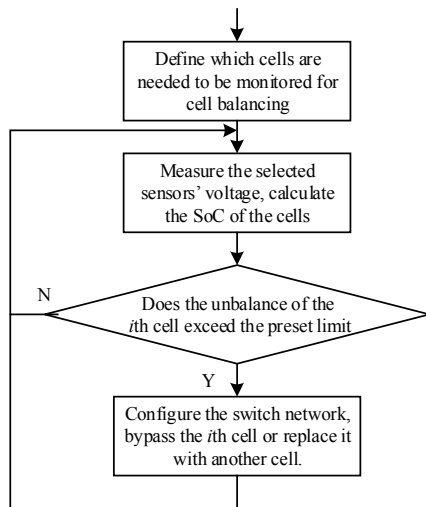 Define which cells are
needed to be monitored for
cell balancing
Measure the selected
sensors' voltage, calculate
the SoC of the cells
N
Does the unbalance of the
ith cell exceed the preset limit
Y
Configure the switch network,
bypass the ith cell or replace it
with another cell.